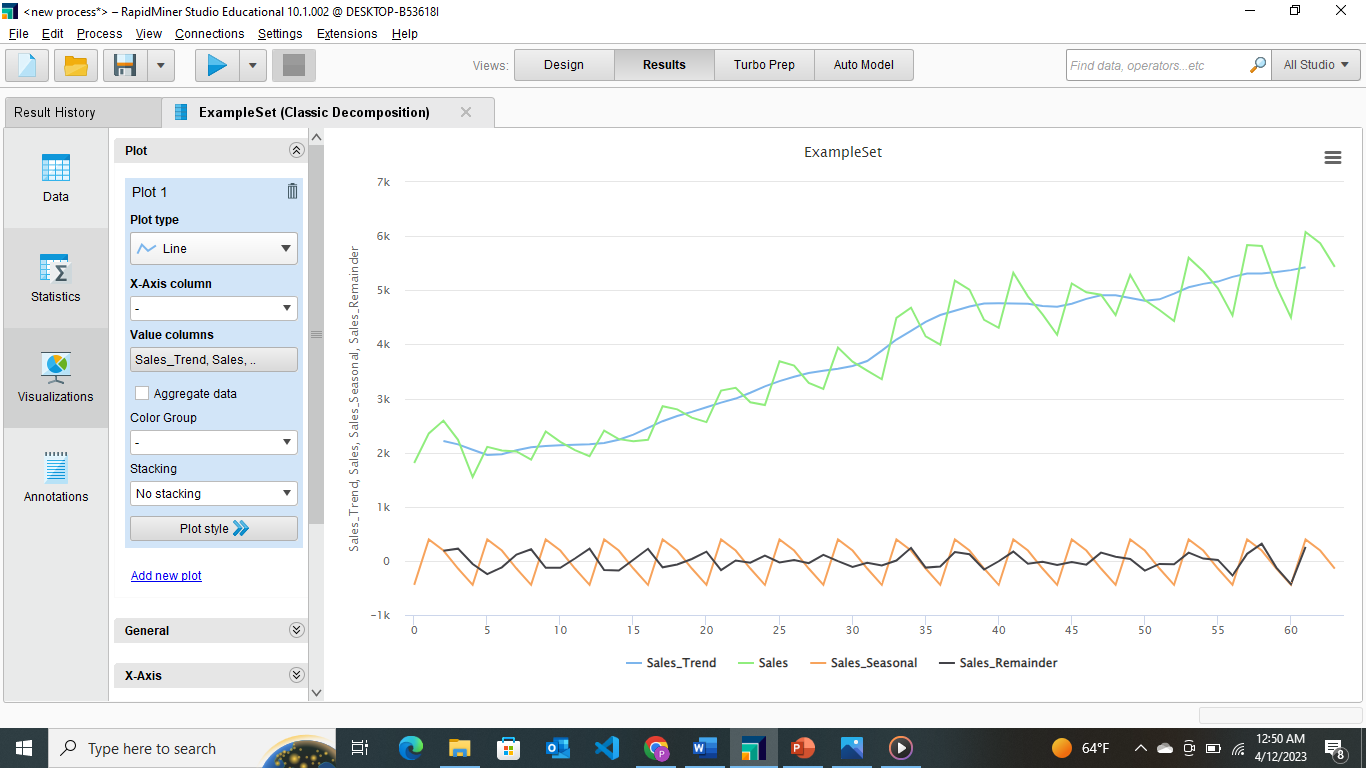 <new process*> – RapidMiner Studio Educational 10.1.002 @ DESKTOP-B53618I
File Edit Process View Connections Settings Extensions Help
Views: Design Results Turbo Prep Auto Model
Find data, operators...etc
All Studio
Result History
ExampleSet (Classic Decomposition)
Data
Statistics
Visualizations
Annotations
Plot
Plot 1
Plot type
Line
X-Axis column
-
Value columns
Sales_Trend, Sales, ..
Aggregate data
Color Group
-
Stacking
No stacking
Plot style
Add new plot
General
X-Axis
ExampleSet
Sales_Trend, Sales, Sales_Seasonal, Sales_Remainder
7k
6k
5k
4k
3k
2k
1k
0
-1k
0 5 10 15 20 25 30 35 40 45 50 55 60
Sales_Trend Sales Sales_Seasonal Sales_Remainder
Type here to search
64°F
12:50 AM
4/12/2023
8